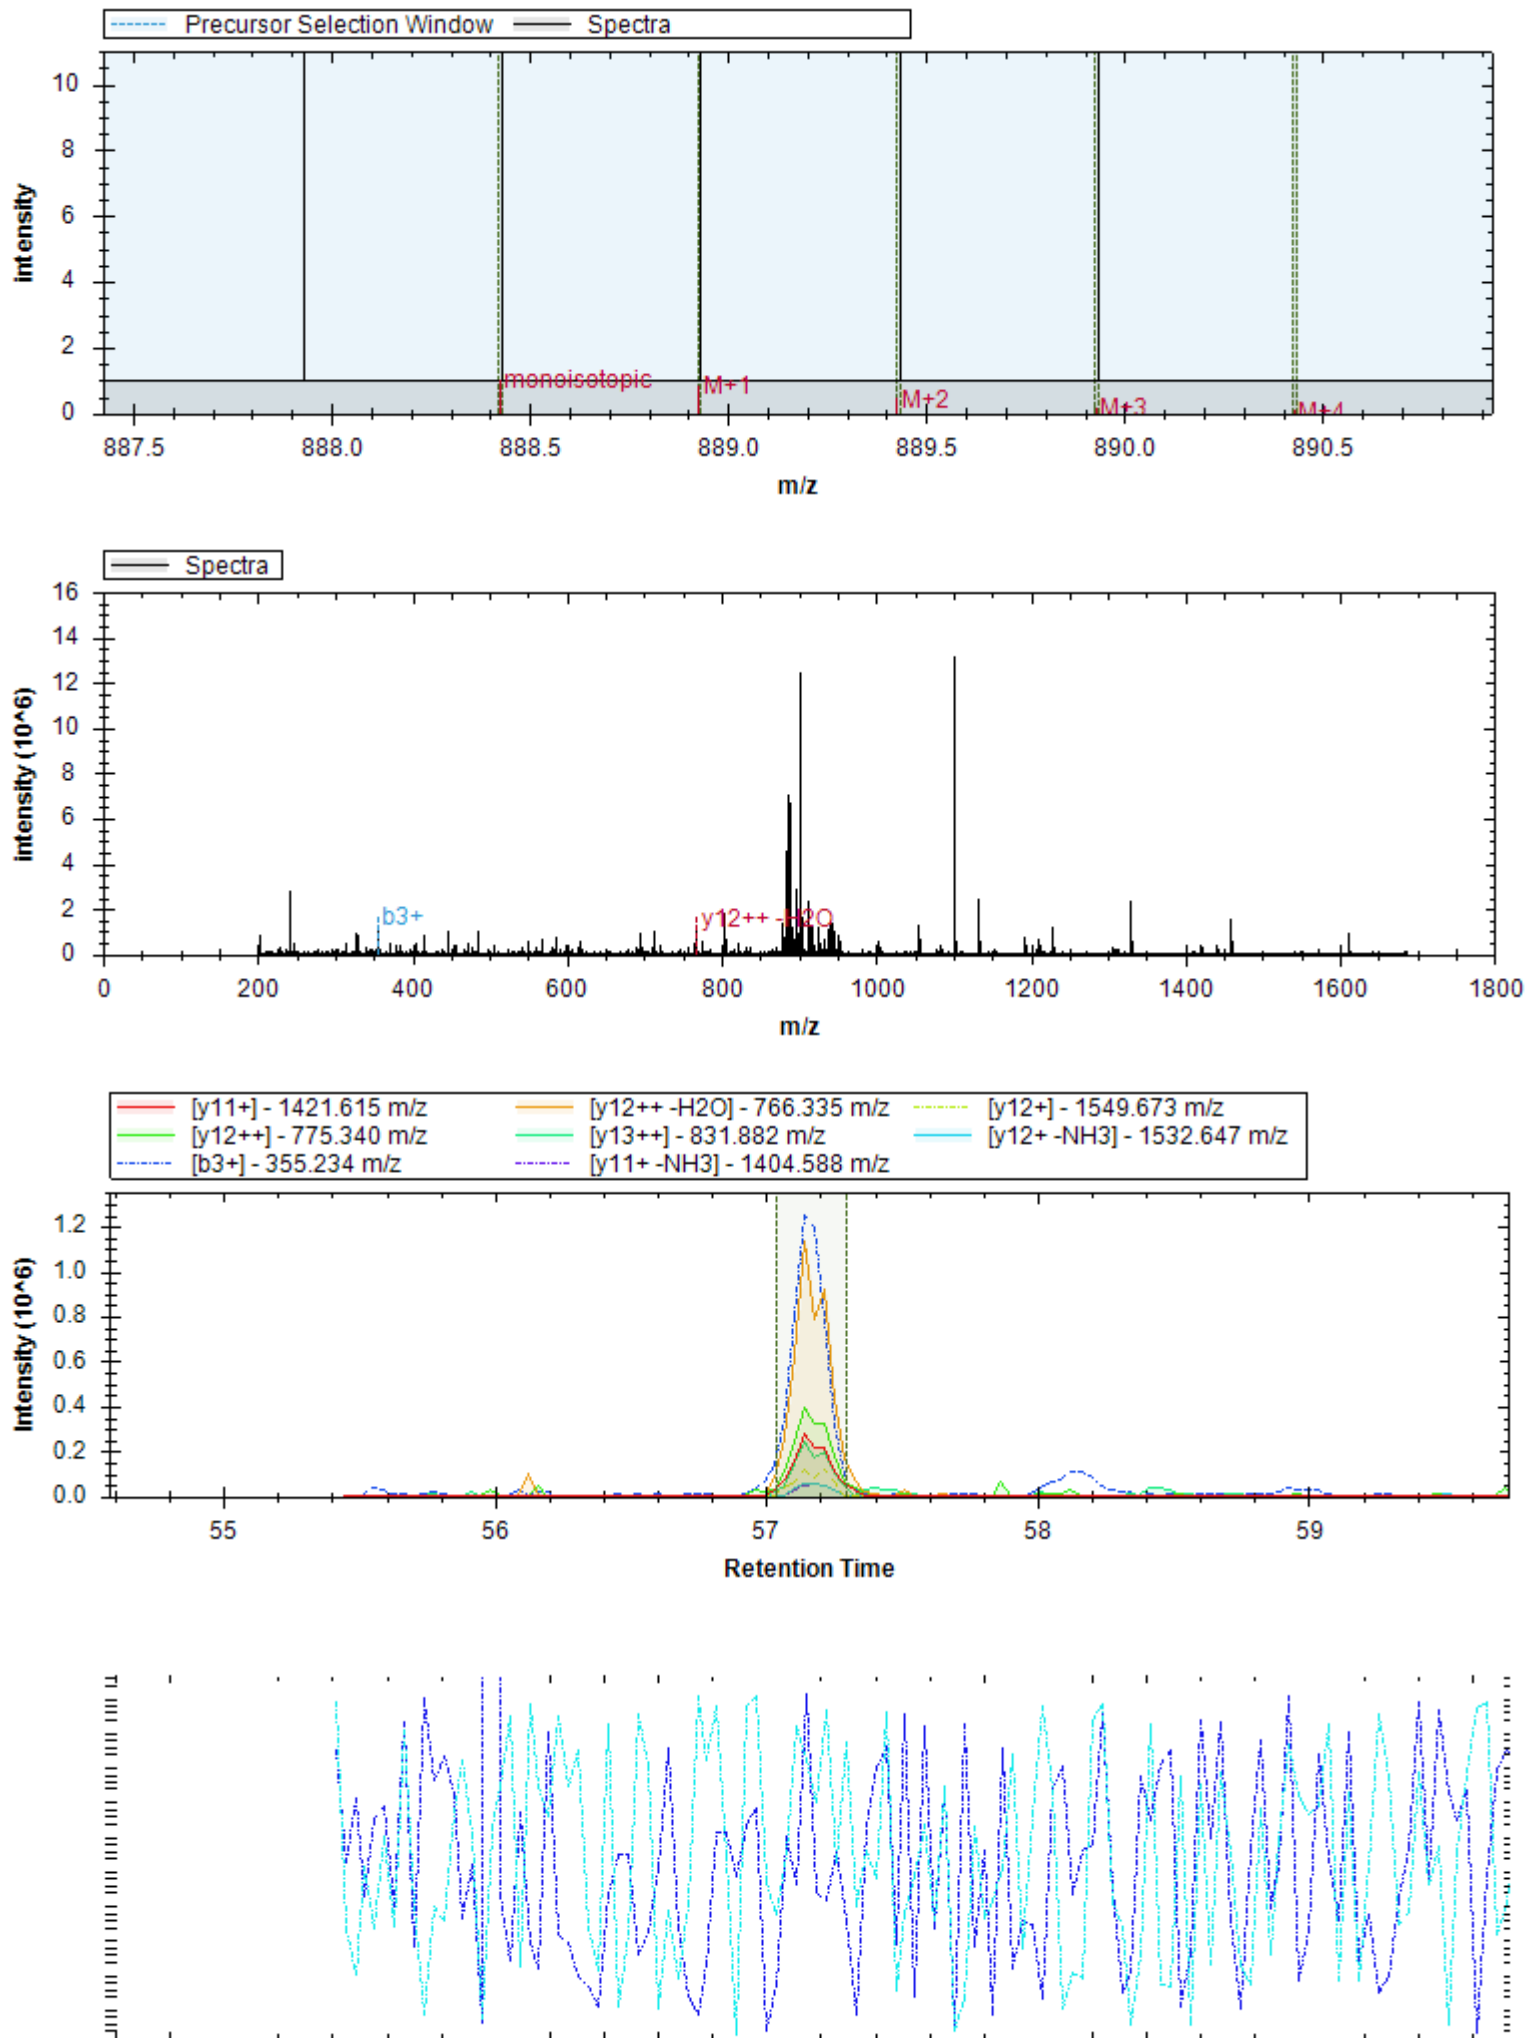 Precursor Selection Window Spectra
intensity
10
8
6
4
2
0
monoisotopic M+1 M+2 M+3 M+4
887.5 888.0 888.5 889.0 889.5 890.0 890.5
m/z
Spectra
intensity (10^6)
16
14
12
10
8
6
4
2
0
b3+ y12++ -H2O
0 200 400 600 800 1000 1200 1400 1600 1800
m/z
[y11+] - 1421.615 m/z [y12++ -H2O] - 766.335 m/z [y12+] - 1549.673 m/z
[y12++] - 775.340 m/z [y13++] - 831.882 m/z [y12+ -NH3] - 1532.647 m/z
[b3+] - 355.234 m/z [y11+ -NH3] - 1404.588 m/z
Intensity (10^6)
1.2
1.0
0.8
0.6
0.4
0.2
0.0
55 56 57 58 59
Retention Time